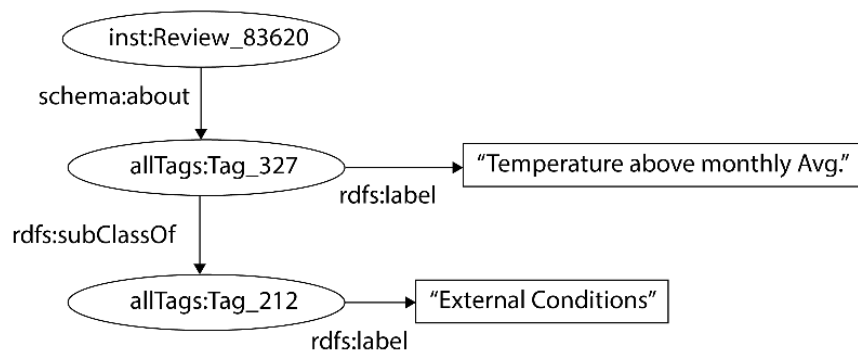 inst:Review_83620
schema:about
allTags:Tag_327
“Temperature above monthly Avg.”
rdfs:label
rdfs:subClassOf
allTags:Tag_212
“External Conditions”
rdfs:label